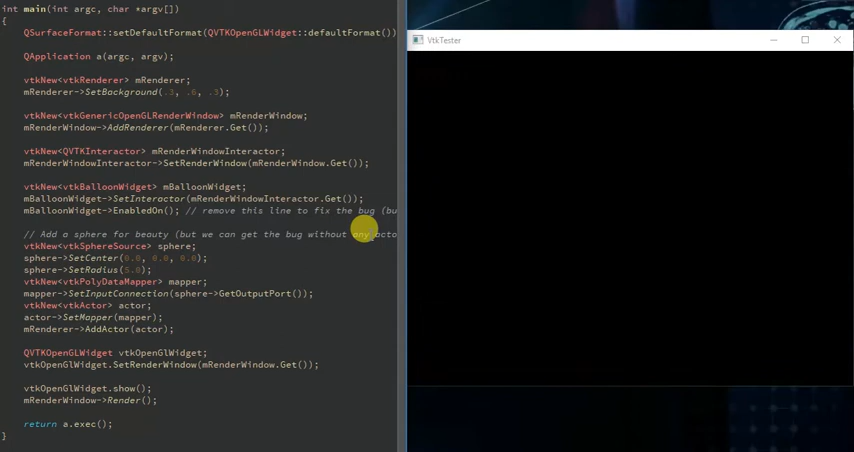 int main(int argc, char *argv[])
{
QSurfaceFormat::setDefaultFormat(QVTKOpenGLWidget::defaultFormat())
QApplication a(argc, argv);
vtkNew<vtkRenderer> mRenderer;
mRenderer->SetBackground(.3, .6, .3);
vtkNew<vtkGenericOpenGLRenderWindow> mRenderWindow;
mRenderWindow->AddRenderer(mRenderer.Get());
vtkNew<QVTKInteractor> mRenderWindowInteractor;
mRenderWindowInteractor->SetRenderWindow(mRenderWindow.Get());
vtkNew<vtkBalloonWidget> mBalloonWidget;
mBalloonWidget->SetInteractor(mRenderWindowInteractor.Get());
mBalloonWidget->EnabledOn(); // remove this line to fix the bug (bu
// Add a sphere for beauty (but we can get the bug without any acto
vtkNew<vtkSphereSource> sphere;
sphere->SetCenter(0.0, 0.0, 0.0);
sphere->SetRadius(5.0);
vtkNew<vtkPolyDataMapper> mapper;
mapper->SetInputConnection(sphere->GetOutputPort());
vtkNew<vtkActor> actor;
actor->SetMapper(mapper);
mRenderer->AddActor(actor);
QVTKOpenGLWidget vtkOpenGlWidget;
vtkOpenGlWidget.SetRenderWindow(mRenderWindow.Get());
vtkOpenGlWidget.show();
mRenderWindow->Render();
return a.exec();
}
VtkTester